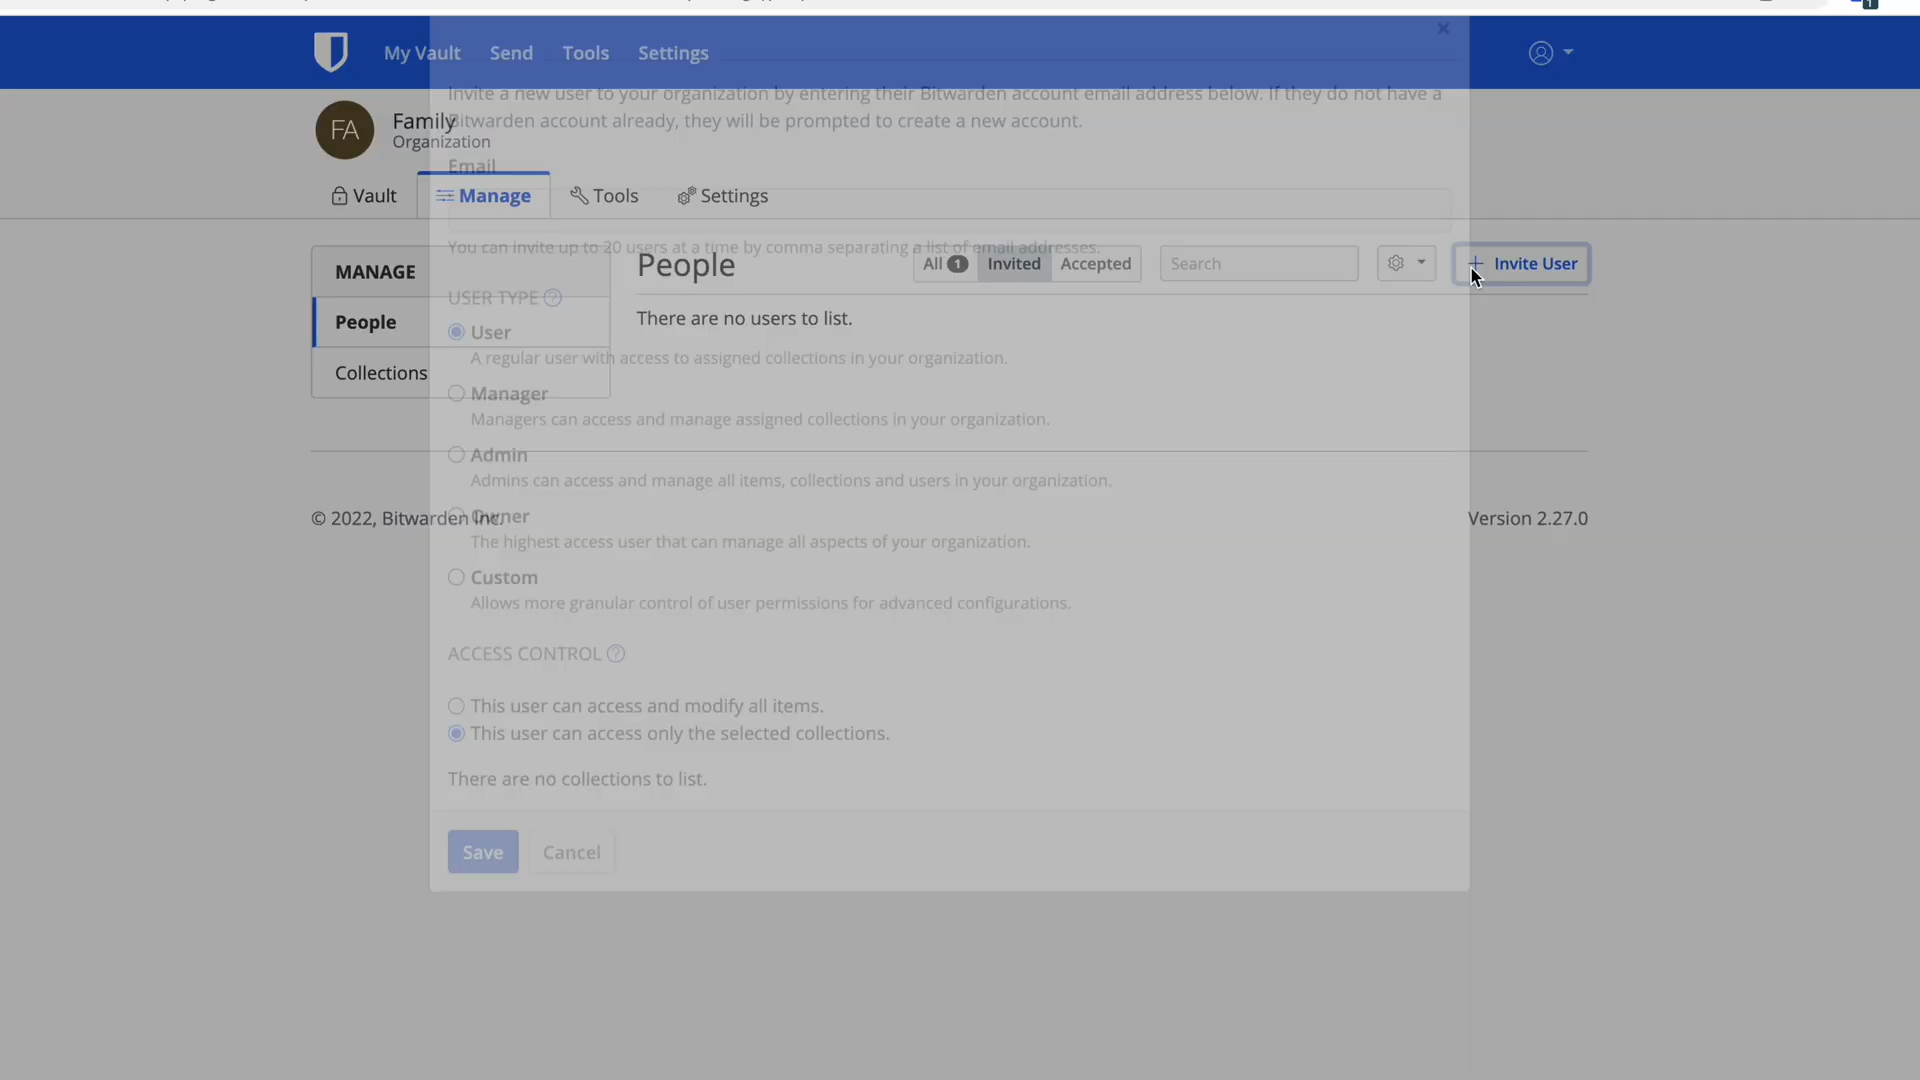 1
My Vault
Send
Tools
Settings
Invite a new user to your organization by entering their Bitwarden account email address below. If they do not have a
Bitwarden account already, they will be prompted to create a new account.
FA
Family
Organization
Email
Vault
Manage
Tools
Settings
You can invite up to 20 users at a time by comma separating a list of email addresses.
MANAGE
People
All 1
Invited
Accepted
Search
Invite User
USER TYPE
People
There are no users to list.
User
A regular user with access to assigned collections in your organization.
Collections
Manager
Managers can access and manage assigned collections in your organization.
Admin
Admins can access and manage all items, collections and users in your organization.
© 2022, Bitwarden Inc.
Owner
Version 2.27.0
The highest access user that can manage all aspects of your organization.
Custom
Allows more granular control of user permissions for advanced configurations.
ACCESS CONTROL
This user can access and modify all items.
This user can access only the selected collections.
There are no collections to list.
Save
Cancel